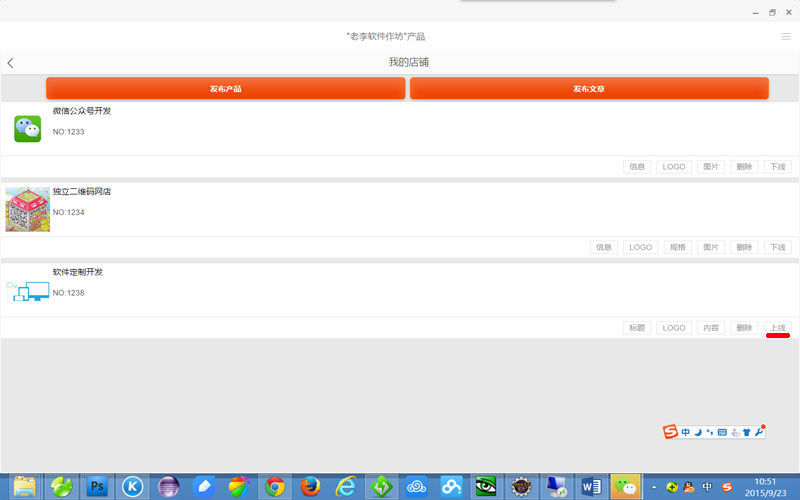 "老李软件作坊"产品
我的店铺
发布产品 发布文章
微信公众号开发
NO:1233
信息 LOGO 图片 删除 下线
独立二维码网店
NO:1234
信息 LOGO 规格 图片 删除 下线
软件定制开发
NO:1238
标题 LOGO 内容 删除 上线
中
中
10:51
2015/9/23